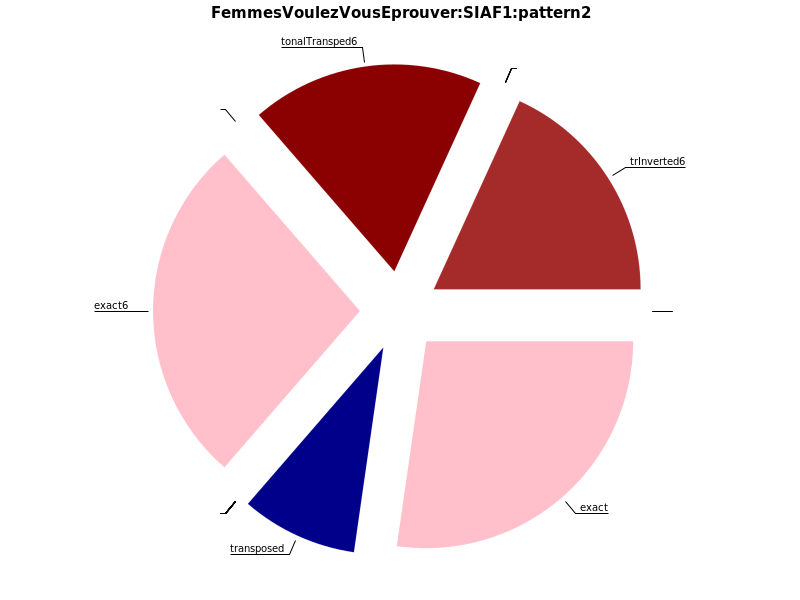 FemmesVoulezVousEprouver:SIAF1:pattern2
tonalTransped6
trInverted6
exact6
exact
transposed